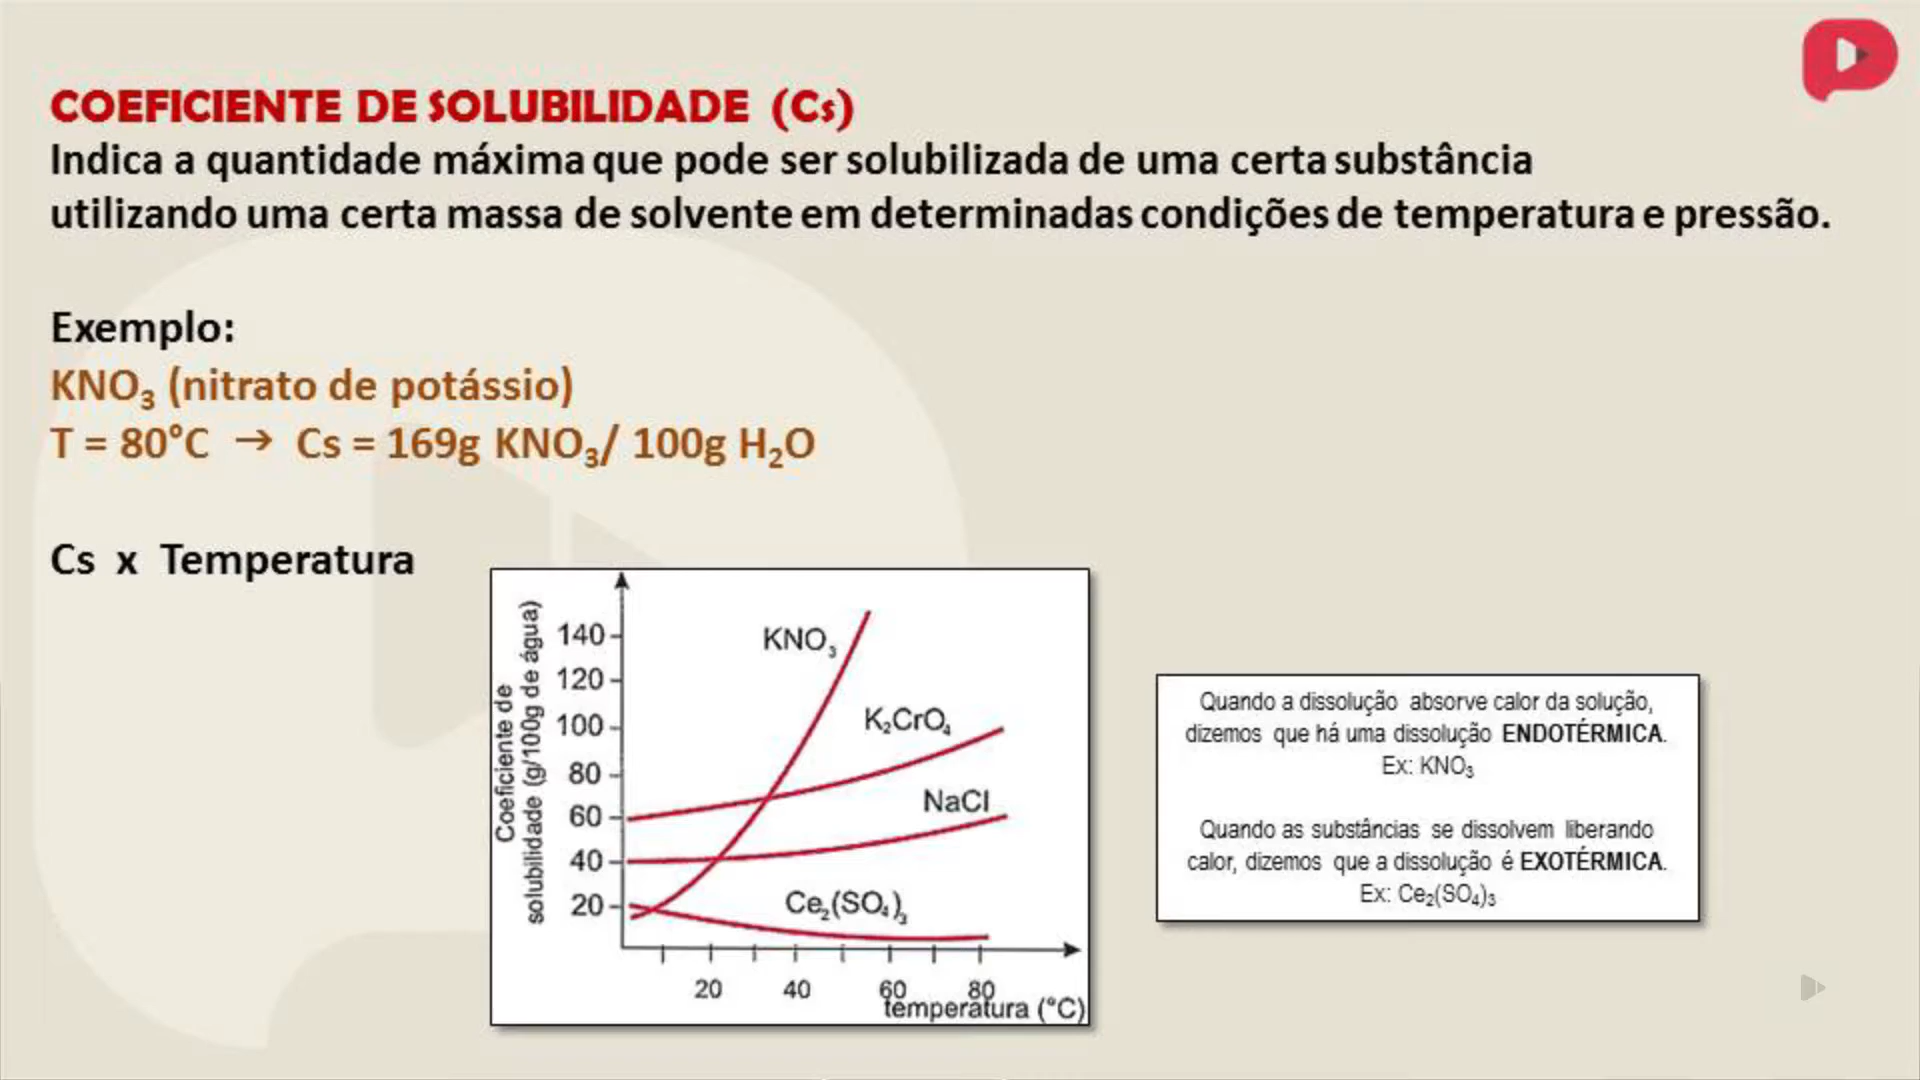 COEFICIENTE DE SOLUBILIDADE (Cs)
Indica a quantidade máxima que pode ser solubilizada de uma certa substância
utilizando uma certa massa de solvente em determinadas condições de temperatura e pressão.
Exemplo:
KNO₃ (nitrato de potássio)
T = 80°C → Cs = 169g KNO₃/ 100g H₂O
Cs x Temperatura
Coeficiente de
solubilidade (g/100g de água)
140
120
100
80
60
40
20
KNO₃
K₂CrO₄
NaCl
Ce₂(SO₄)₃
20 40 60 80
temperatura (°C)
Quando a dissolução absorve calor da solução,
dizemos que há uma dissolução ENDOTÉRMICA.
Ex: KNO₃
Quando as substâncias se dissolvem liberando
calor, dizemos que a dissolução é EXOTÉRMICA.
Ex: Ce₂(SO₄)₃